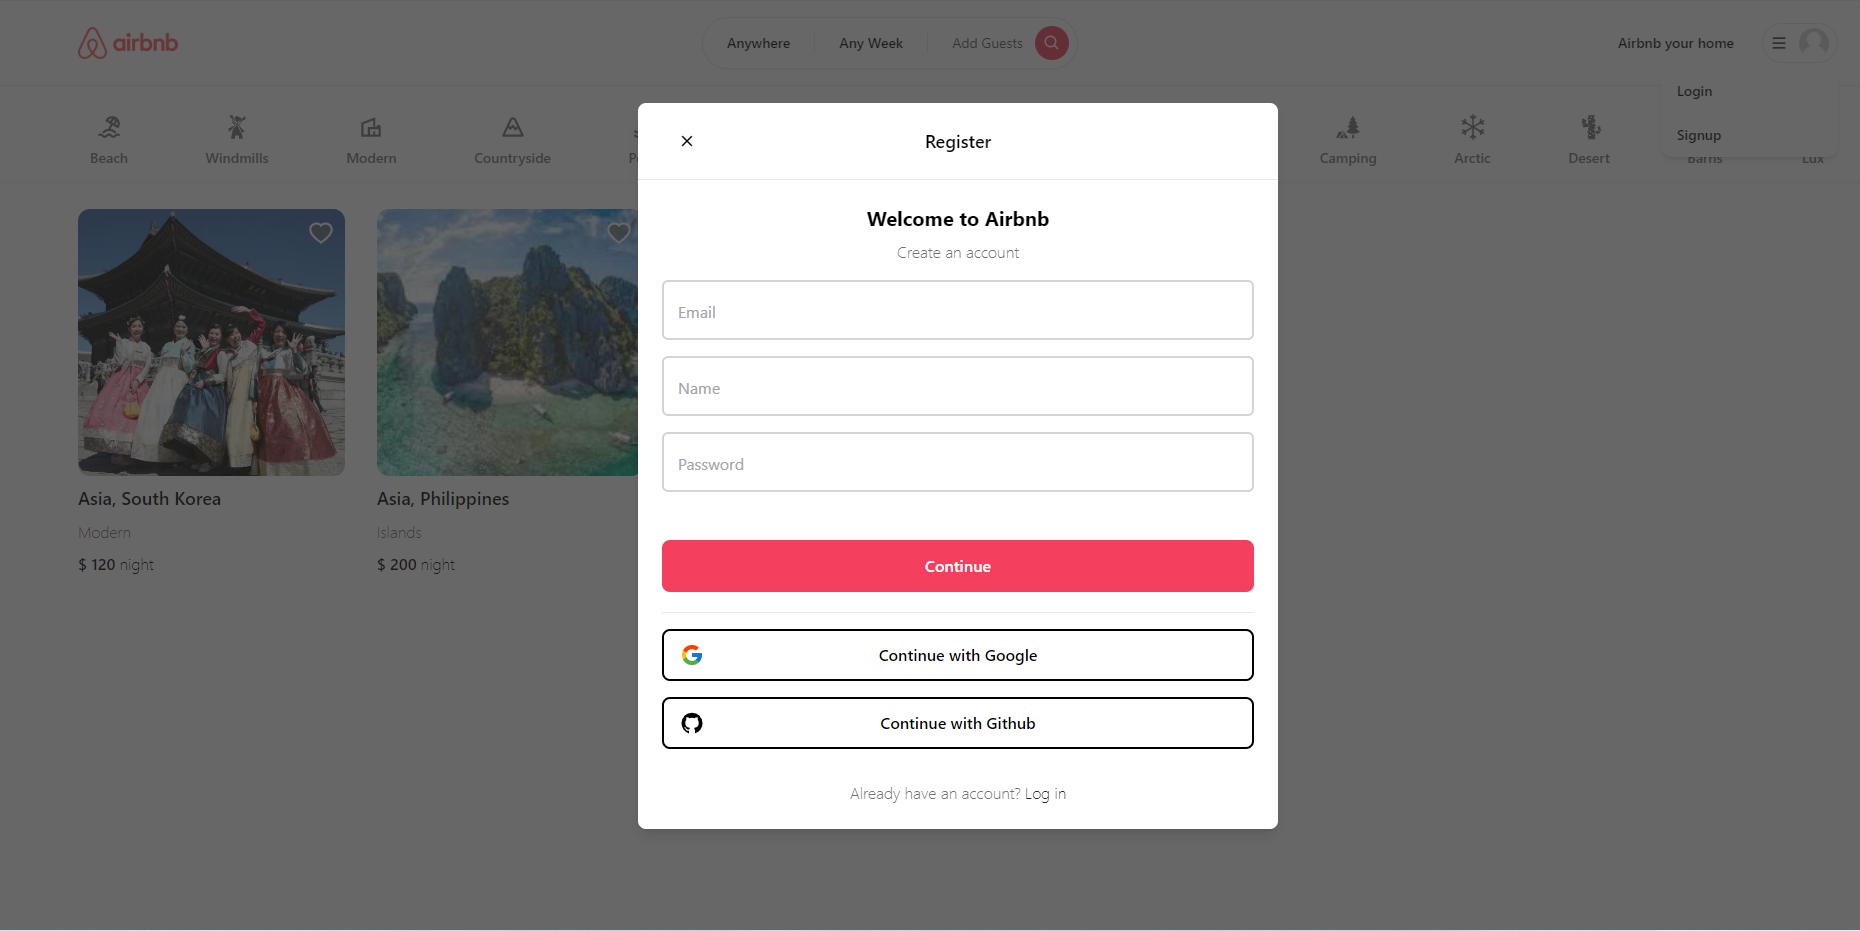 airbnb
Anywhere
Any Week
Add Guests
Airbnb your home
Login
Signup
Beach
Windmills
Modern
Countryside
Camping
Arctic
Desert
Barns
Lux
Register
Welcome to Airbnb
Create an account
Email
Name
Password
Continue
Continue with Google
Continue with Github
Already have an account? Log in
Asia, South Korea
Modern
$ 120 night
Asia, Philippines
Islands
$ 200 night